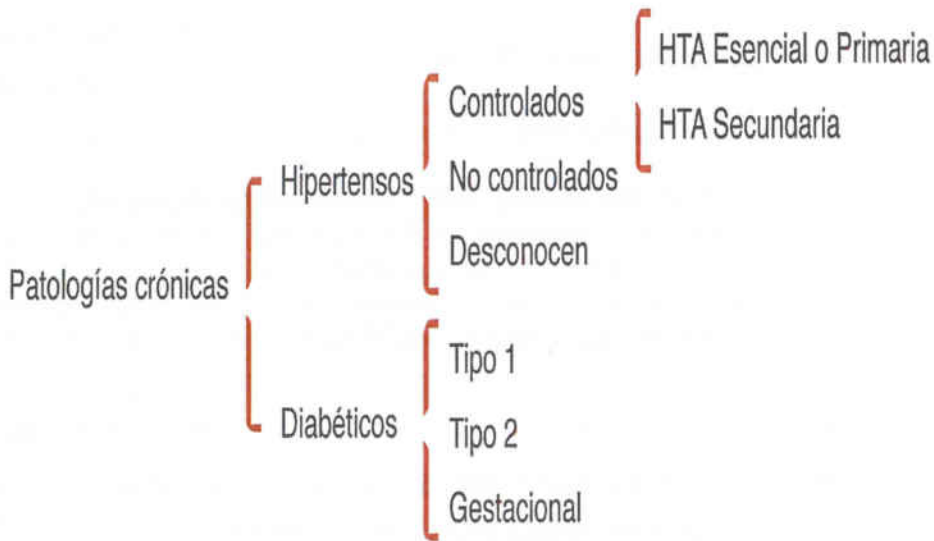 Patologías crónicas
Hipertensos
Controlados
HTA Esencial o Primaria
HTA Secundaria
No controlados
Desconocen
Diabéticos
Tipo 1
Tipo 2
Gestacional